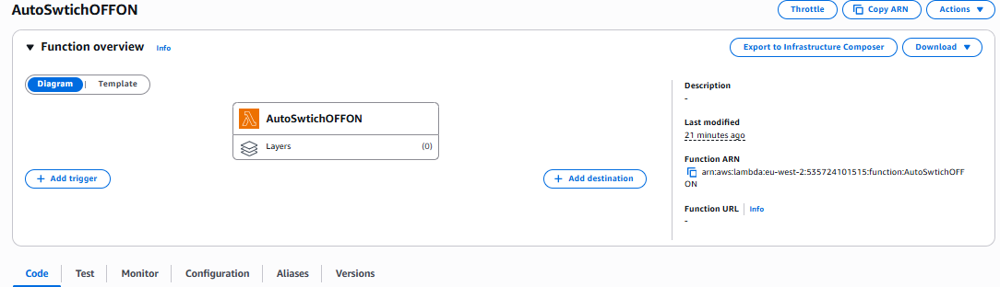 AutoSwtichOFFON
Throttle
Copy ARN
Actions
Function overview Info
Export to Infrastructure Composer
Download
Diagram
Template
AutoSwtichOFFON
Layers (0)
Add trigger
Add destination
Description
-
Last modified
21 minutes ago
Function ARN
arn:aws:lambda:eu-west-2:535724101515:function:AutoSwtichOFF
ON
Function URL Info
-
Code Test Monitor Configuration Aliases Versions